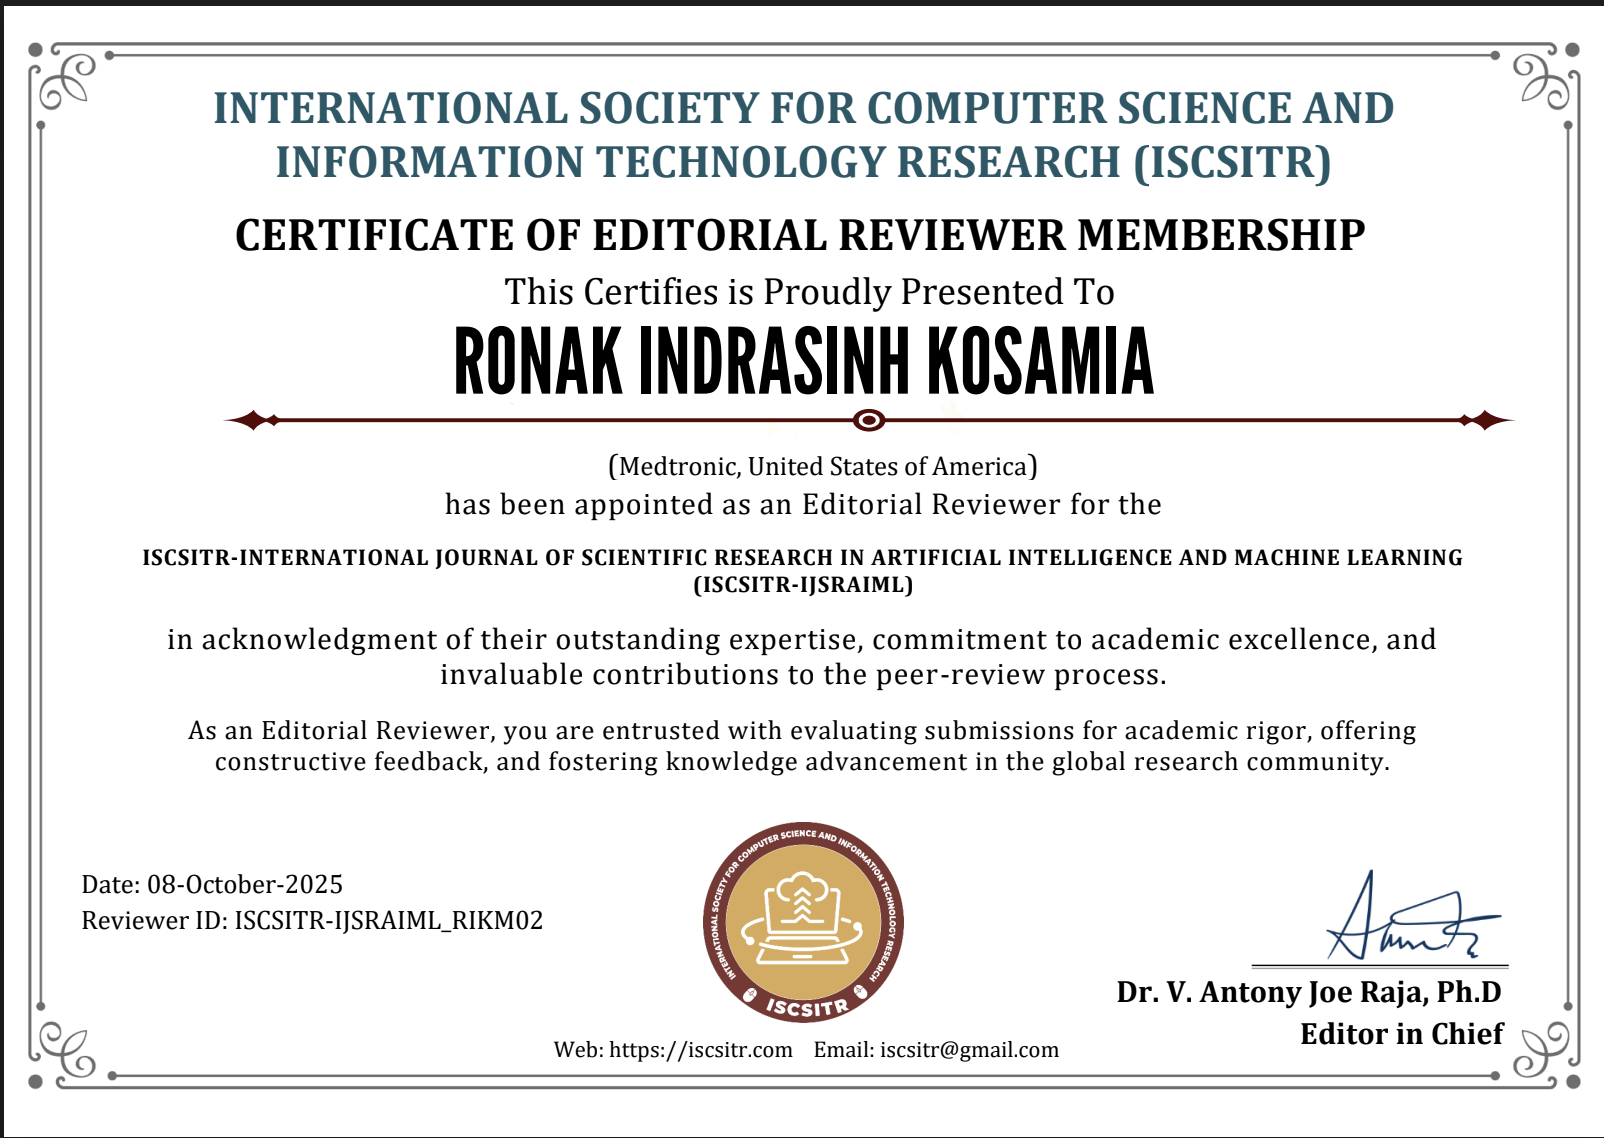 INTERNATIONAL SOCIETY FOR COMPUTER SCIENCE AND
INFORMATION TECHNOLOGY RESEARCH (ISCSITR)
CERTIFICATE OF EDITORIAL REVIEWER MEMBERSHIP
This Certifies is Proudly Presented To
RONAK INDRASINH KOSAMIA
(Medtronic, United States of America)
has been appointed as an Editorial Reviewer for the
ISCSITR-INTERNATIONAL JOURNAL OF SCIENTIFIC RESEARCH IN ARTIFICIAL INTELLIGENCE AND MACHINE LEARNING
(ISCSITR-IJSRAIML)
in acknowledgment of their outstanding expertise, commitment to academic excellence, and
invaluable contributions to the peer-review process.
As an Editorial Reviewer, you are entrusted with evaluating submissions for academic rigor, offering
constructive feedback, and fostering knowledge advancement in the global research community.
Date: 08-October-2025
Reviewer ID: ISCSITR-IJSRAIML_RIKM02
INTERNATIONAL SOCIETY FOR COMPUTER SCIENCE AND INFORMATION TECHNOLOGY RESEARCH
ISCSITR
Dr. V. Antony Joe Raja, Ph.D
Editor in Chief
Web: https://iscsitr.com Email: iscsitr@gmail.com